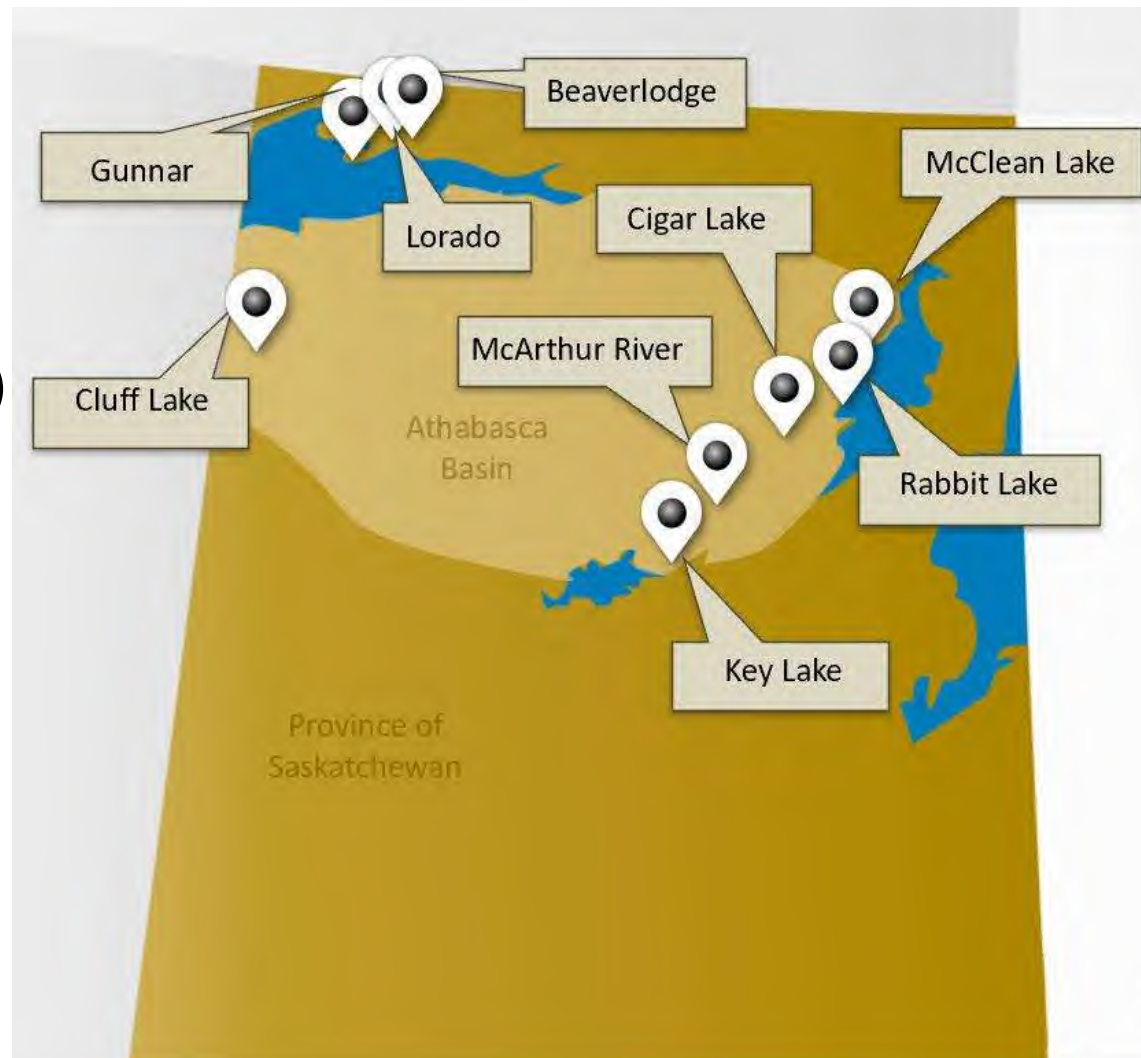 Beaverlodge
Gunnar
McClean Lake
Cigar Lake
Lorado
McArthur River
Cluff Lake
Athabasca
Basin
Rabbit Lake
Key Lake
Province of
Saskatchewan